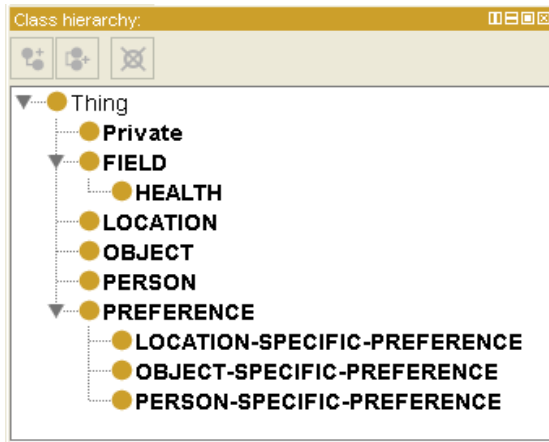 Class hierarchy:
Thing
Private
FIELD
HEALTH
LOCATION
OBJECT
PERSON
PREFERENCE
LOCATION-SPECIFIC-PREFERENCE
OBJECT-SPECIFIC-PREFERENCE
PERSON-SPECIFIC-PREFERENCE